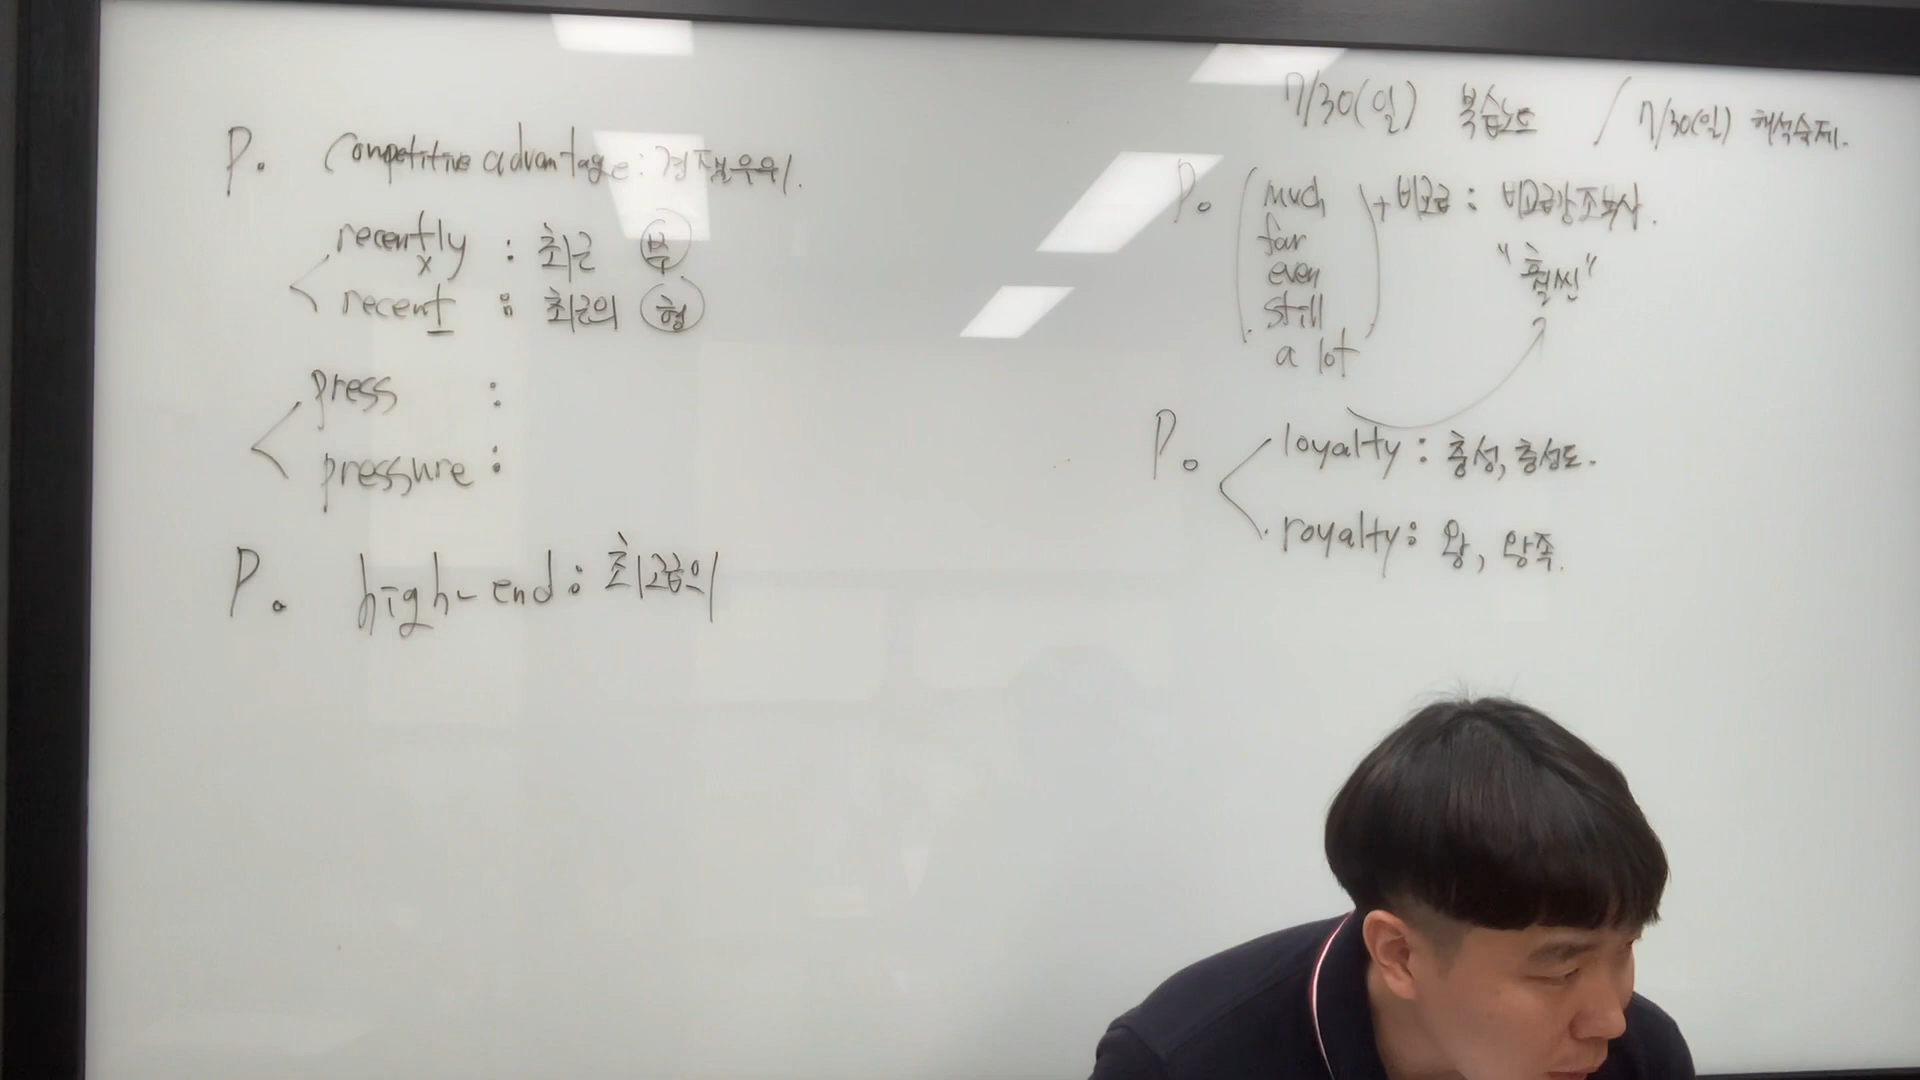 P. Competitive advantage: 경쟁우위.
recently : 최근 부
x
recent : 최근의 형
press :
pressure :
P. high-end : 최고급의
7/30(일) 복습노트 / 7/30(일) 해석숙제.
P. ( much ) + 비교급 : 비교급강조부사.
far
even
still
a lot
"훨씬"
P. loyalty : 충성, 충성도.
royalty : 왕, 왕족.